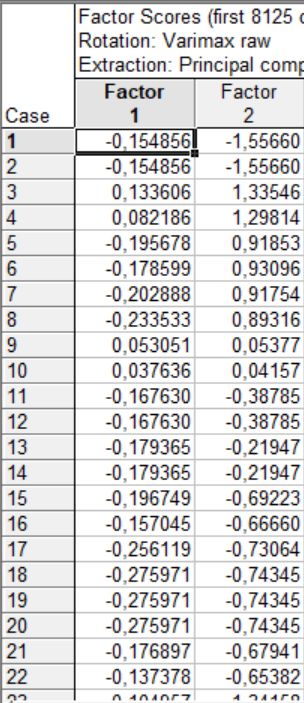 Factor Scores (first 8125
Rotation: Varimax raw
Extraction: Principal comp
Case Factor 1 Factor 2
1 -0,154856 -1,55660
2 -0,154856 -1,55660
3 0,133606 1,33546
4 0,082186 1,29814
5 -0,195678 0,91853
6 -0,178599 0,93096
7 -0,202888 0,91754
8 -0,233533 0,89316
9 0,053051 0,05377
10 0,037636 0,04157
11 -0,167630 -0,38785
12 -0,167630 -0,38785
13 -0,179365 -0,21947
14 -0,179365 -0,21947
15 -0,196749 -0,69223
16 -0,157045 -0,66660
17 -0,256119 -0,73064
18 -0,275971 -0,74345
19 -0,275971 -0,74345
20 -0,275971 -0,74345
21 -0,176897 -0,67941
22 -0,137378 -0,65382